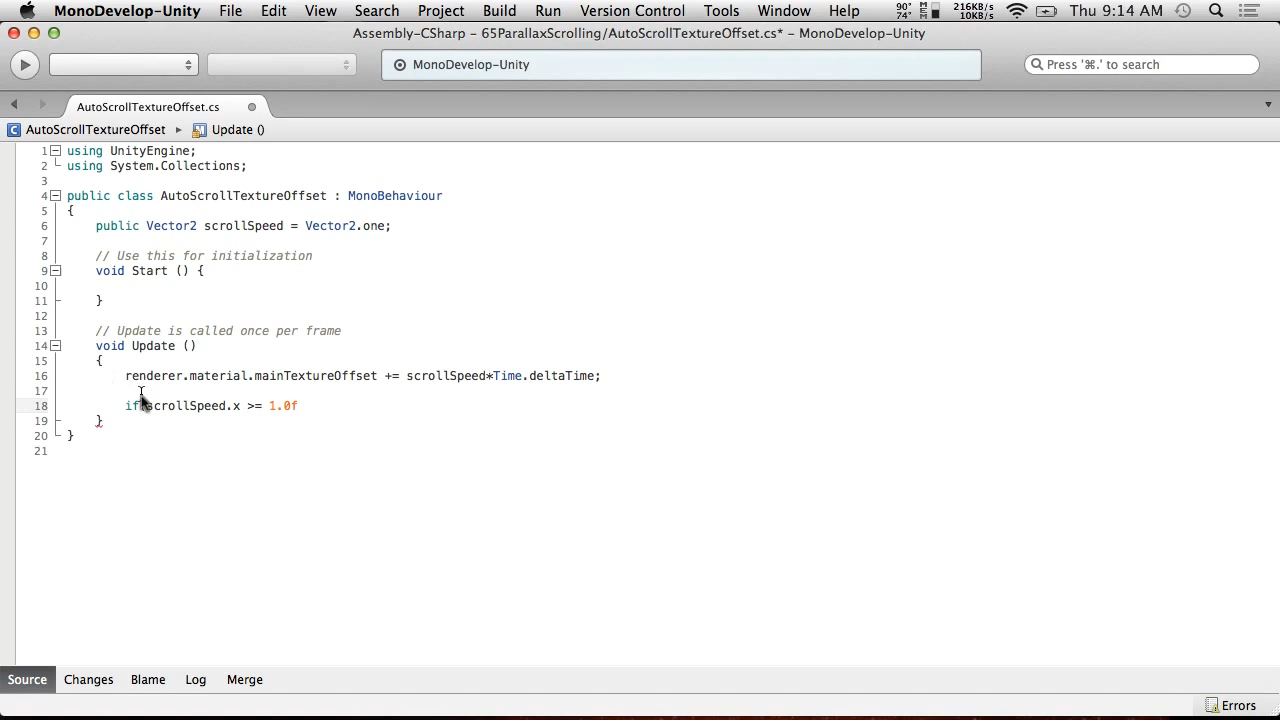 MonoDevelop-Unity File Edit View Search Project Build Run Version Control Tools Window Help 90° 74° M 216KB/s 10KB/s Thu 9:14 AM
Assembly-CSharp – 65ParallaxScrolling/AutoScrollTextureOffset.cs* – MonoDevelop-Unity
MonoDevelop-Unity Press '⌘.' to search
AutoScrollTextureOffset.cs
C AutoScrollTextureOffset ▸ M Update ()
1 using UnityEngine;
2 using System.Collections;
3
4 public class AutoScrollTextureOffset : MonoBehaviour
5 {
6 public Vector2 scrollSpeed = Vector2.one;
7
8 // Use this for initialization
9 void Start () {
10
11 }
12
13 // Update is called once per frame
14 void Update ()
15 {
16 renderer.material.mainTextureOffset += scrollSpeed*Time.deltaTime;
17
18 if(scrollSpeed.x >= 1.0f
19 }
20 }
21
Source Changes Blame Log Merge
Errors